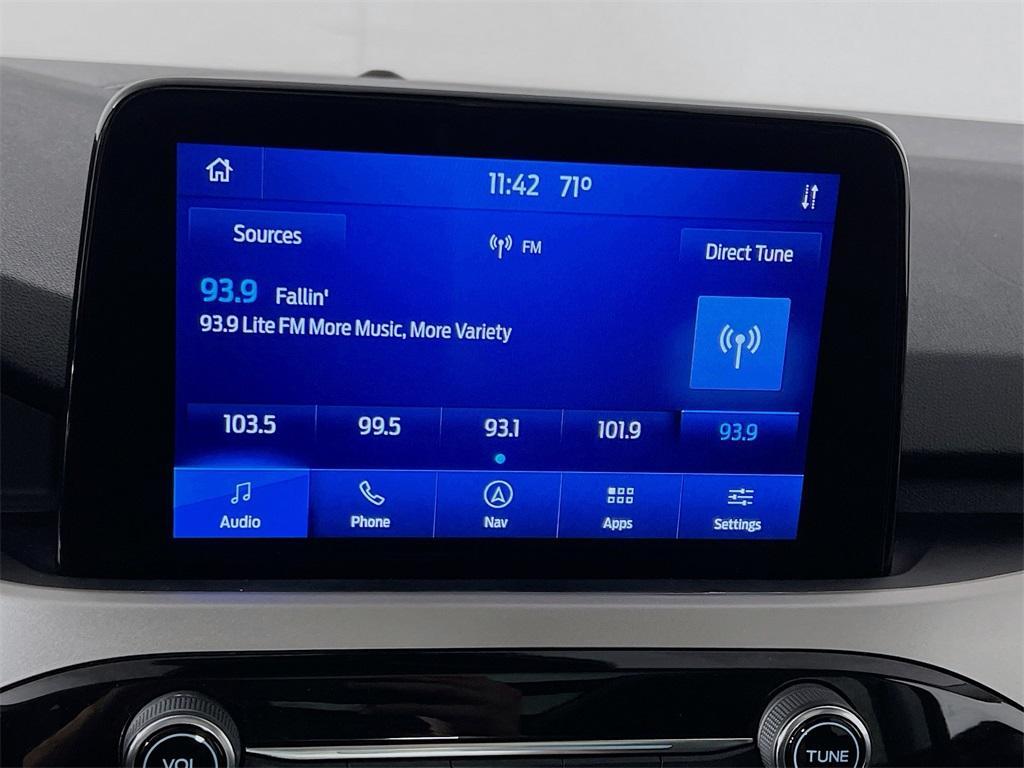 11:42 71°
Sources
FM
Direct Tune
93.9 Fallin'
93.9 Lite FM More Music, More Variety
103.5 99.5 93.1 101.9 93.9
Audio Phone Nav Apps Settings
VOL
TUNE